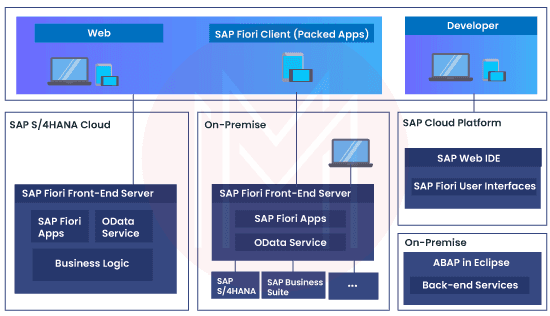 Web
SAP Fiori Client (Packed Apps)
Developer
SAP S/4HANA Cloud
SAP Fiori Front-End Server
SAP Fiori
Apps
OData
Service
Business Logic
On-Premise
SAP Fiori Front-End Server
SAP Fiori Apps
OData Service
SAP
S/4HANA
SAP Business
Suite
...
SAP Cloud Platform
SAP Web IDE
SAP Fiori User Interfaces
On-Premise
ABAP in Eclipse
Back-end Services